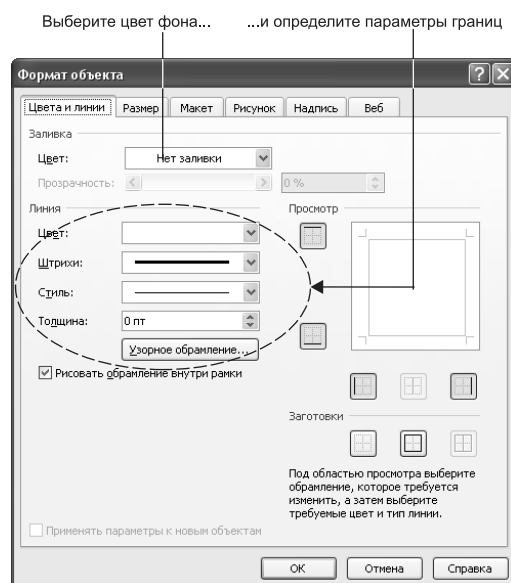 Выберите цвет фона... ...и определите параметры границ
Формат объекта
Цвета и линии Размер Макет Рисунок Надпись Веб
Заливка
Цвет: Нет заливки
Прозрачность: 0 %
Линия Просмотр
Цвет:
Штрихи:
Стиль:
Толщина: 0 пт
Узорное обрамление...
Рисовать обрамление внутри рамки
Заготовки
Под областью просмотра выберите
обрамление, которое требуется
изменить, а затем выберите
требуемые цвет и тип линии.
Применять параметры к новым объектам
ОК Отмена Справка